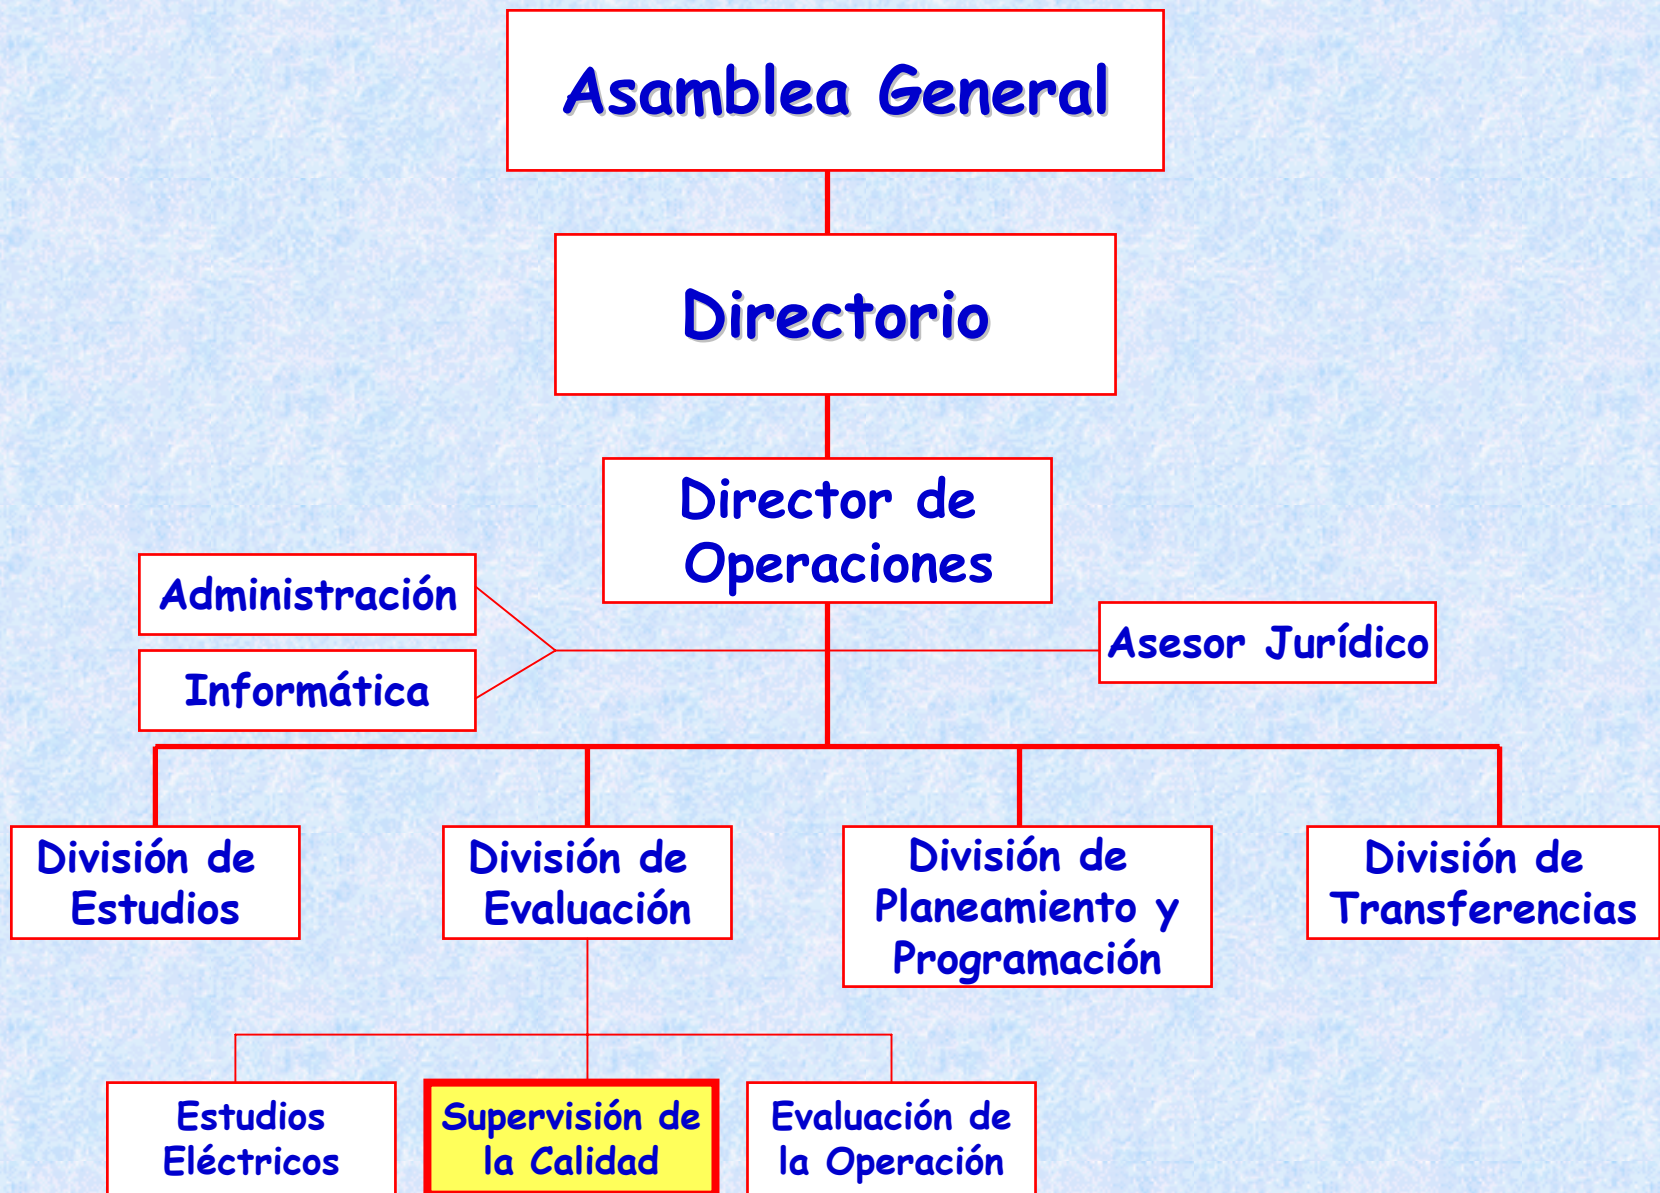 Asamblea General
Directorio
Director de
Operaciones
Administración
Informática
Asesor Jurídico
División de
Estudios
División de
Evaluación
División de
Planeamiento y
Programación
División de
Transferencias
Estudios
Eléctricos
Supervisión de
la Calidad
Evaluación de
la Operación